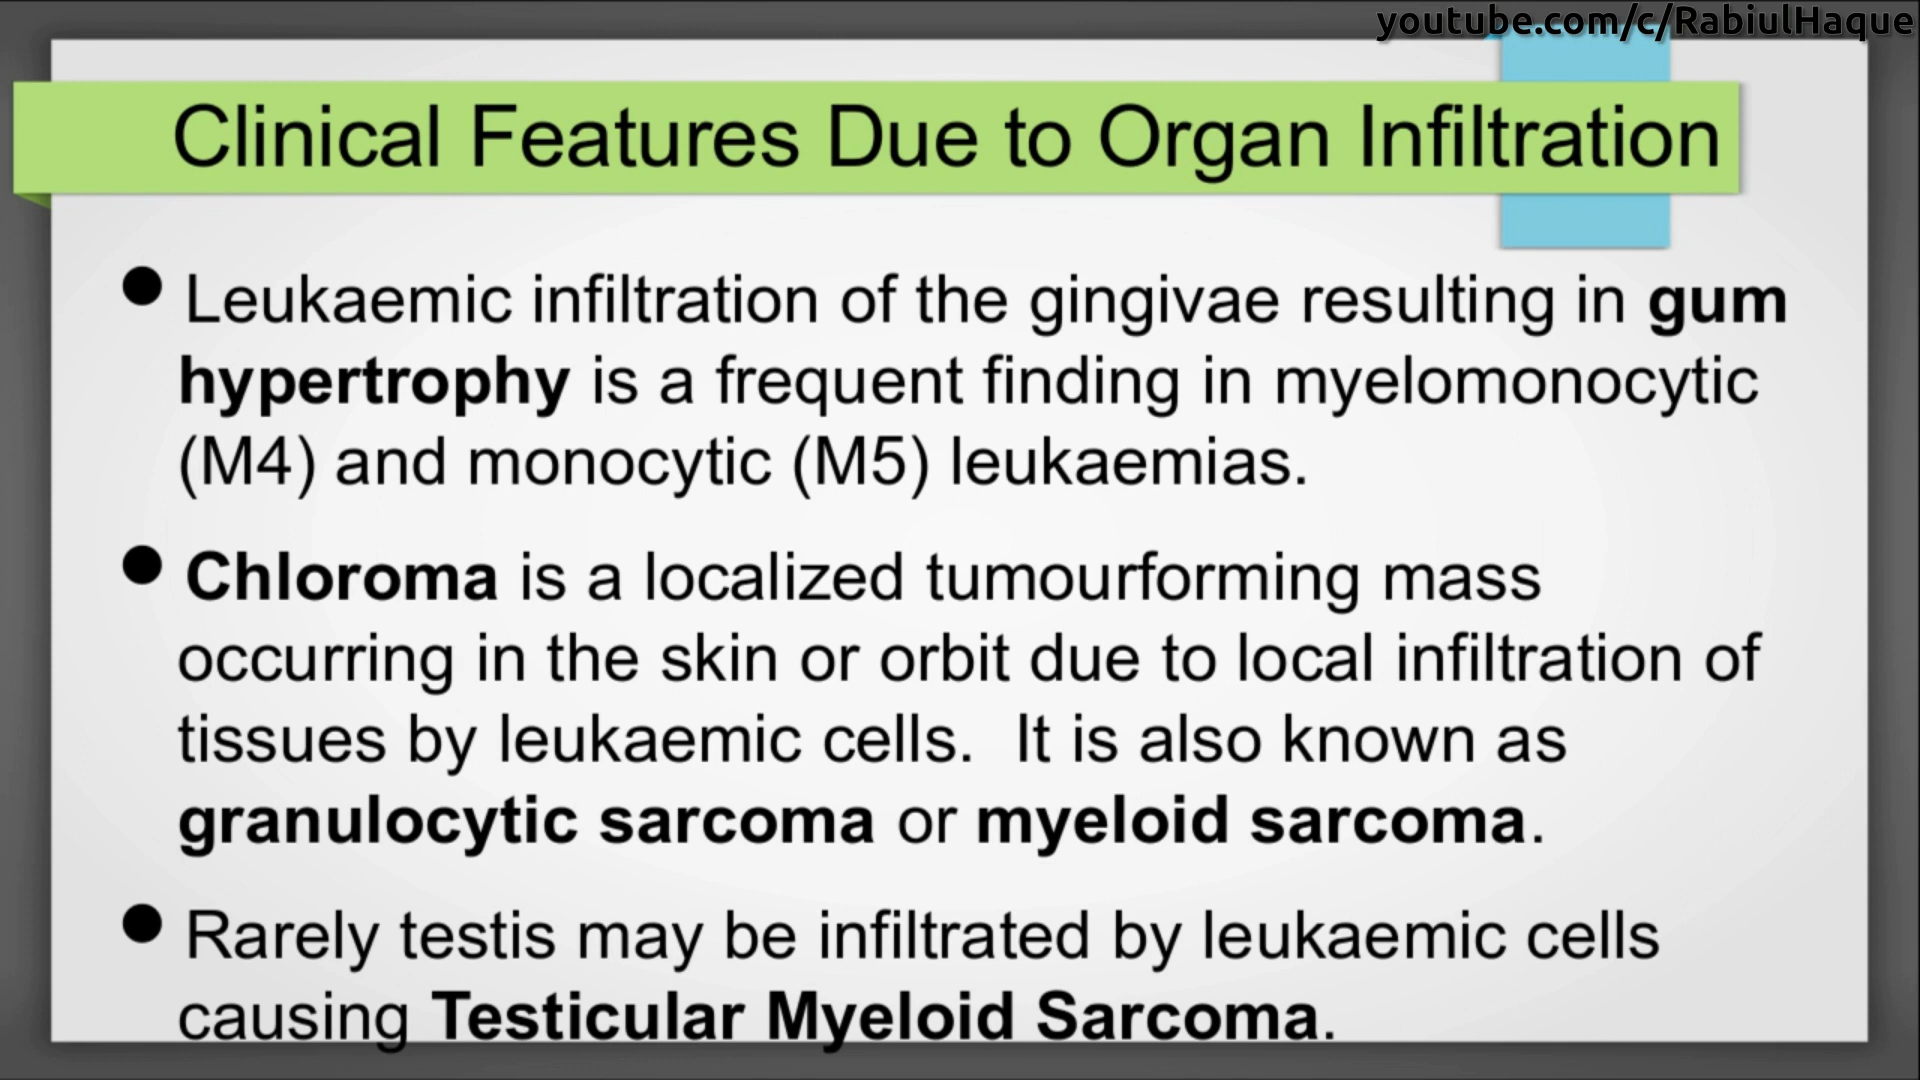 youtube.com/c/RabiulHaque
Clinical Features Due to Organ Infiltration
● Leukaemic infiltration of the gingivae resulting in gum
hypertrophy is a frequent finding in myelomonocytic
(M4) and monocytic (M5) leukaemias.
● Chloroma is a localized tumourforming mass
occurring in the skin or orbit due to local infiltration of
tissues by leukaemic cells.  It is also known as
granulocytic sarcoma or myeloid sarcoma.
● Rarely testis may be infiltrated by leukaemic cells
causing Testicular Myeloid Sarcoma.